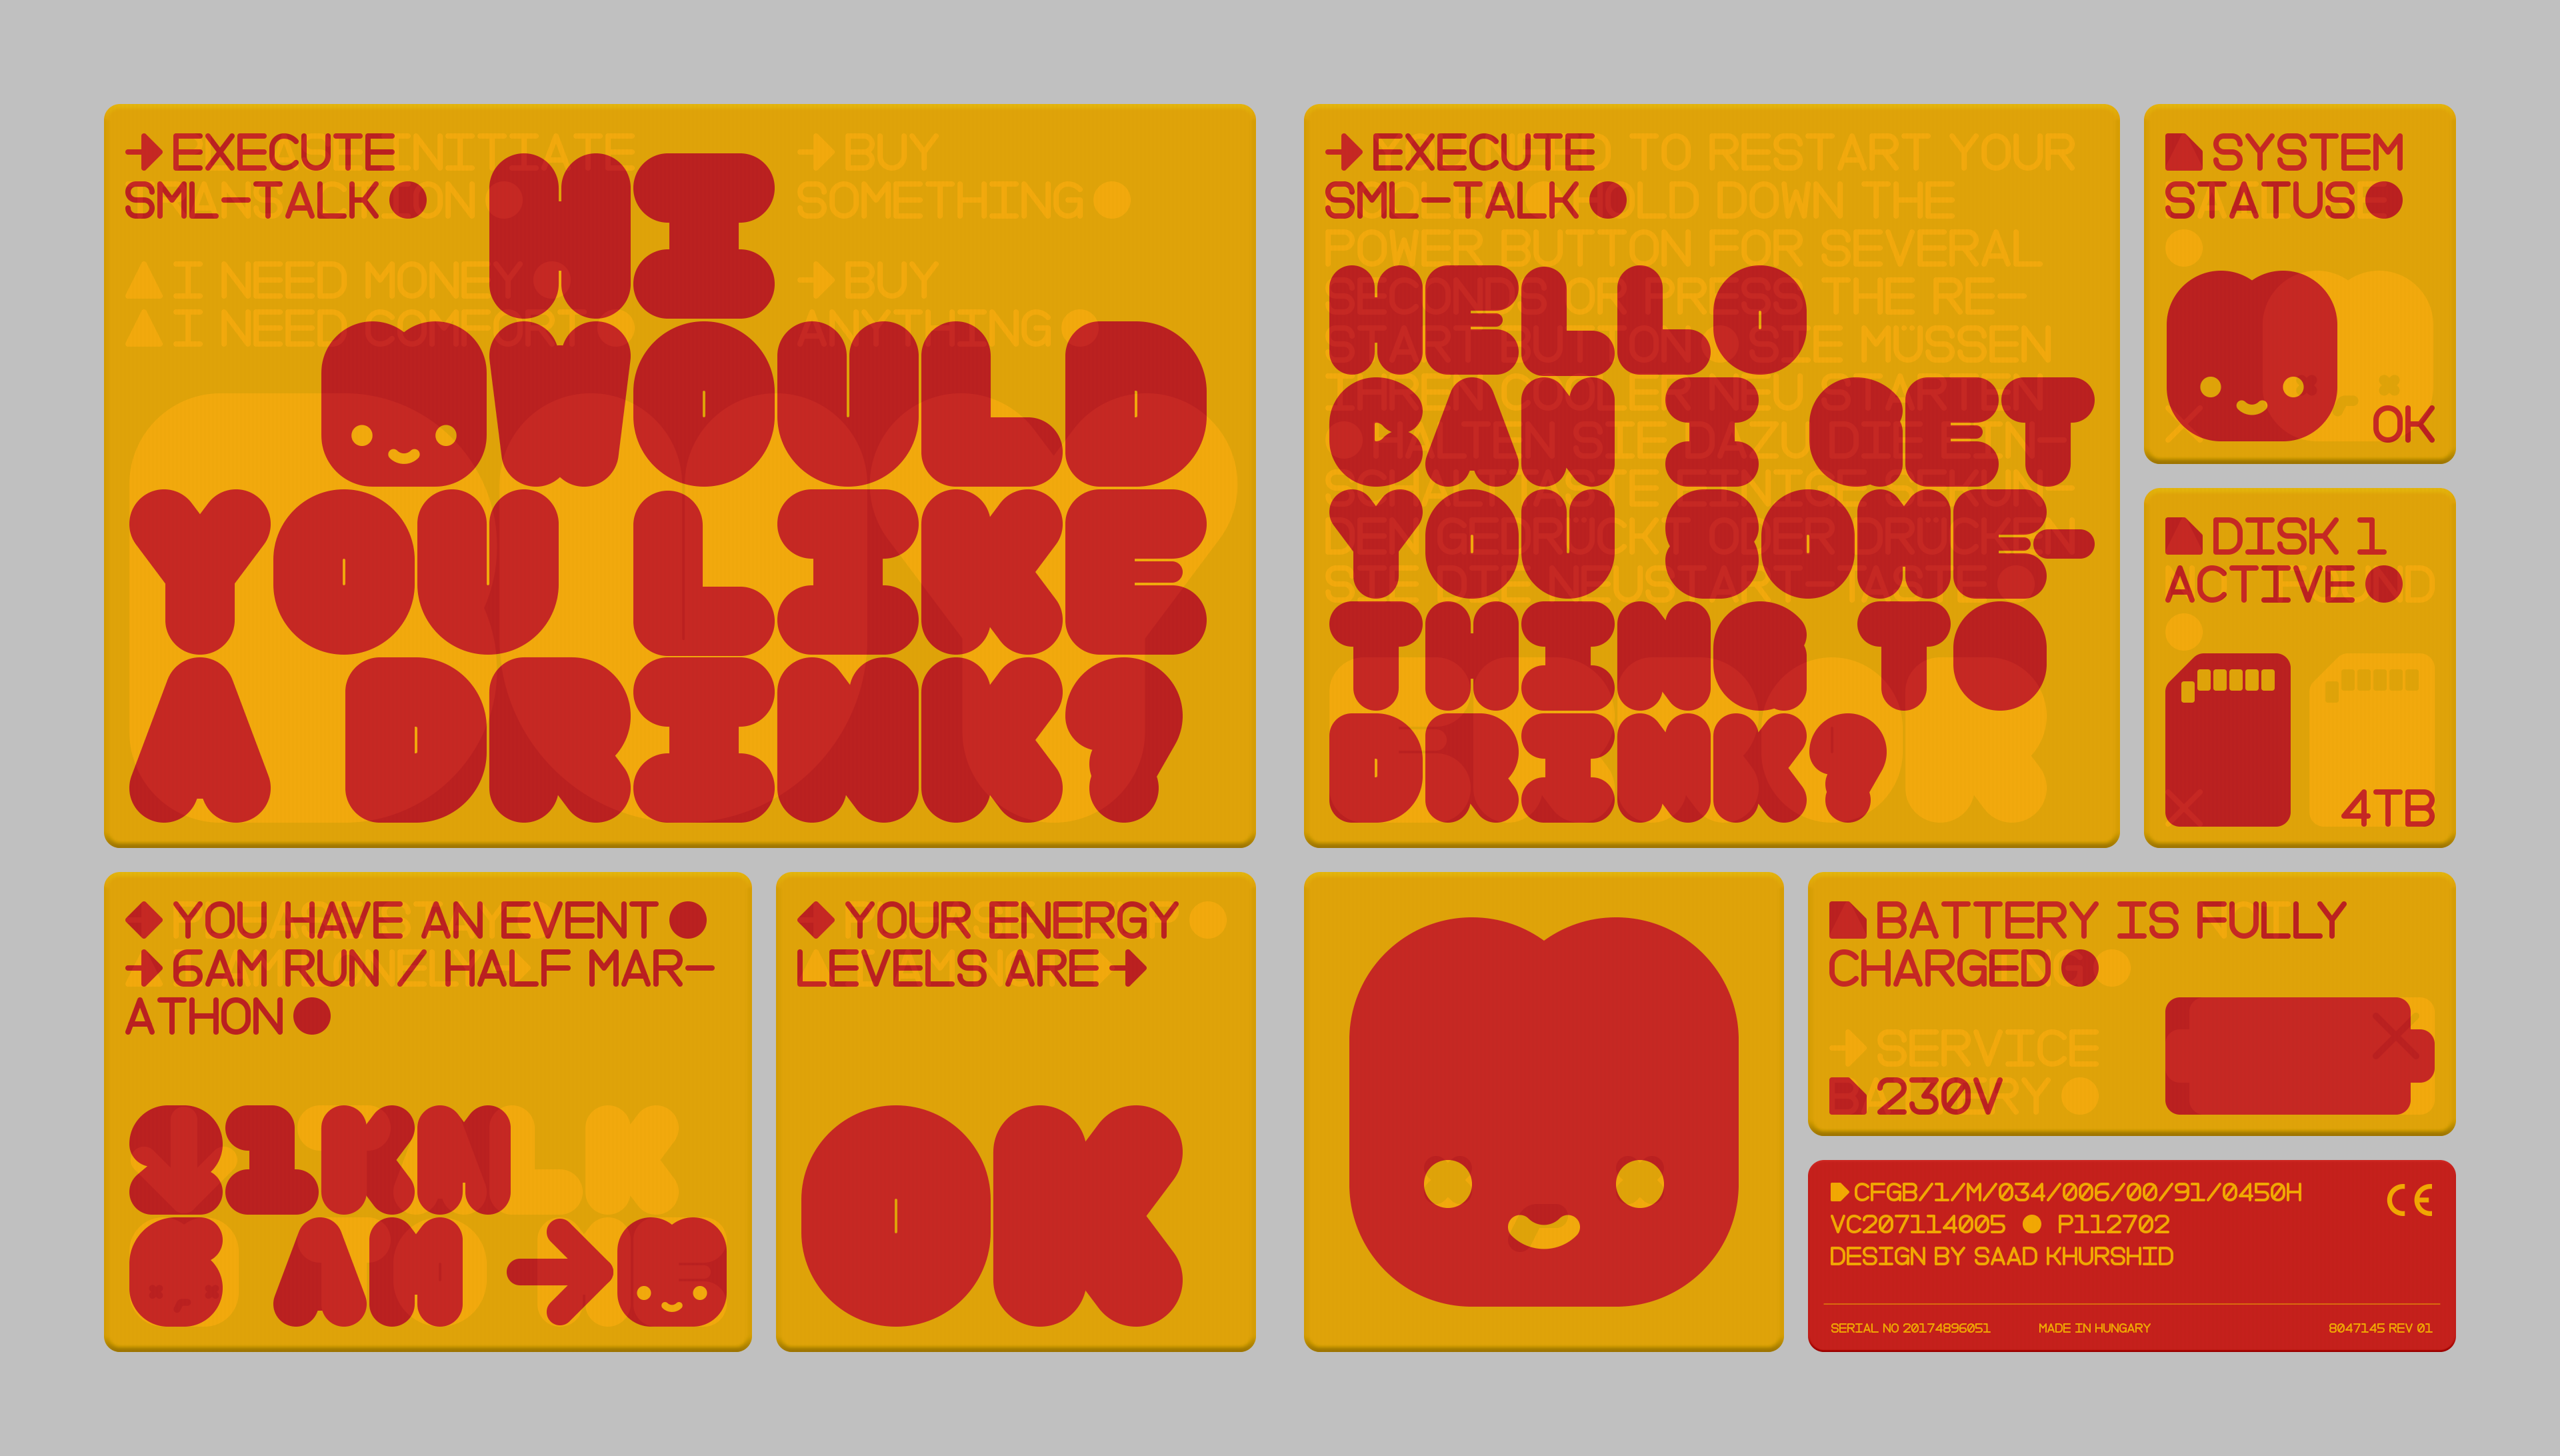 EXECUTE
SML-TALK
INITIATE
I NEED MONEY
I NEED COMFORT
BUY
SOMETHING
BUY
ANYTHING
HI
WOULD
YOU LIKE
A DRINK?
EXECUTE
SML-TALK
TO RESTART YOUR
HOLD DOWN THE
POWER BUTTON FOR SEVERAL
SECONDS OR PRESS THE RE-
START BUTTON SIE MÜSSEN
IHREN COOLER NEU STARTEN
HALTEN SIE DAZU DIE EIN-
SCHALTTASTE EINIGE SEKUN-
DEN GEDRÜCKT ODER DRÜCKEN
SIE DIE NEUSTART-TASTE
HELLO
CAN I GET
YOU SOME-
THING TO
DRINK?
SYSTEM
STATUS
OK
DISK 1
ACTIVE
4TB
YOU HAVE AN EVENT
6AM RUN / HALF MAR-
ATHON
21KM
6 AM
YOUR ENERGY
LEVELS ARE
OK
BATTERY IS FULLY
CHARGED
SERVICE
BATTERY
230V
CFGB/1/M/034/006/00/91/0450H
CE
VC207114005 P112702
DESIGN BY SAAD KHURSHID
SERIAL NO 20174896051 MADE IN HUNGARY 8047145 REV 01